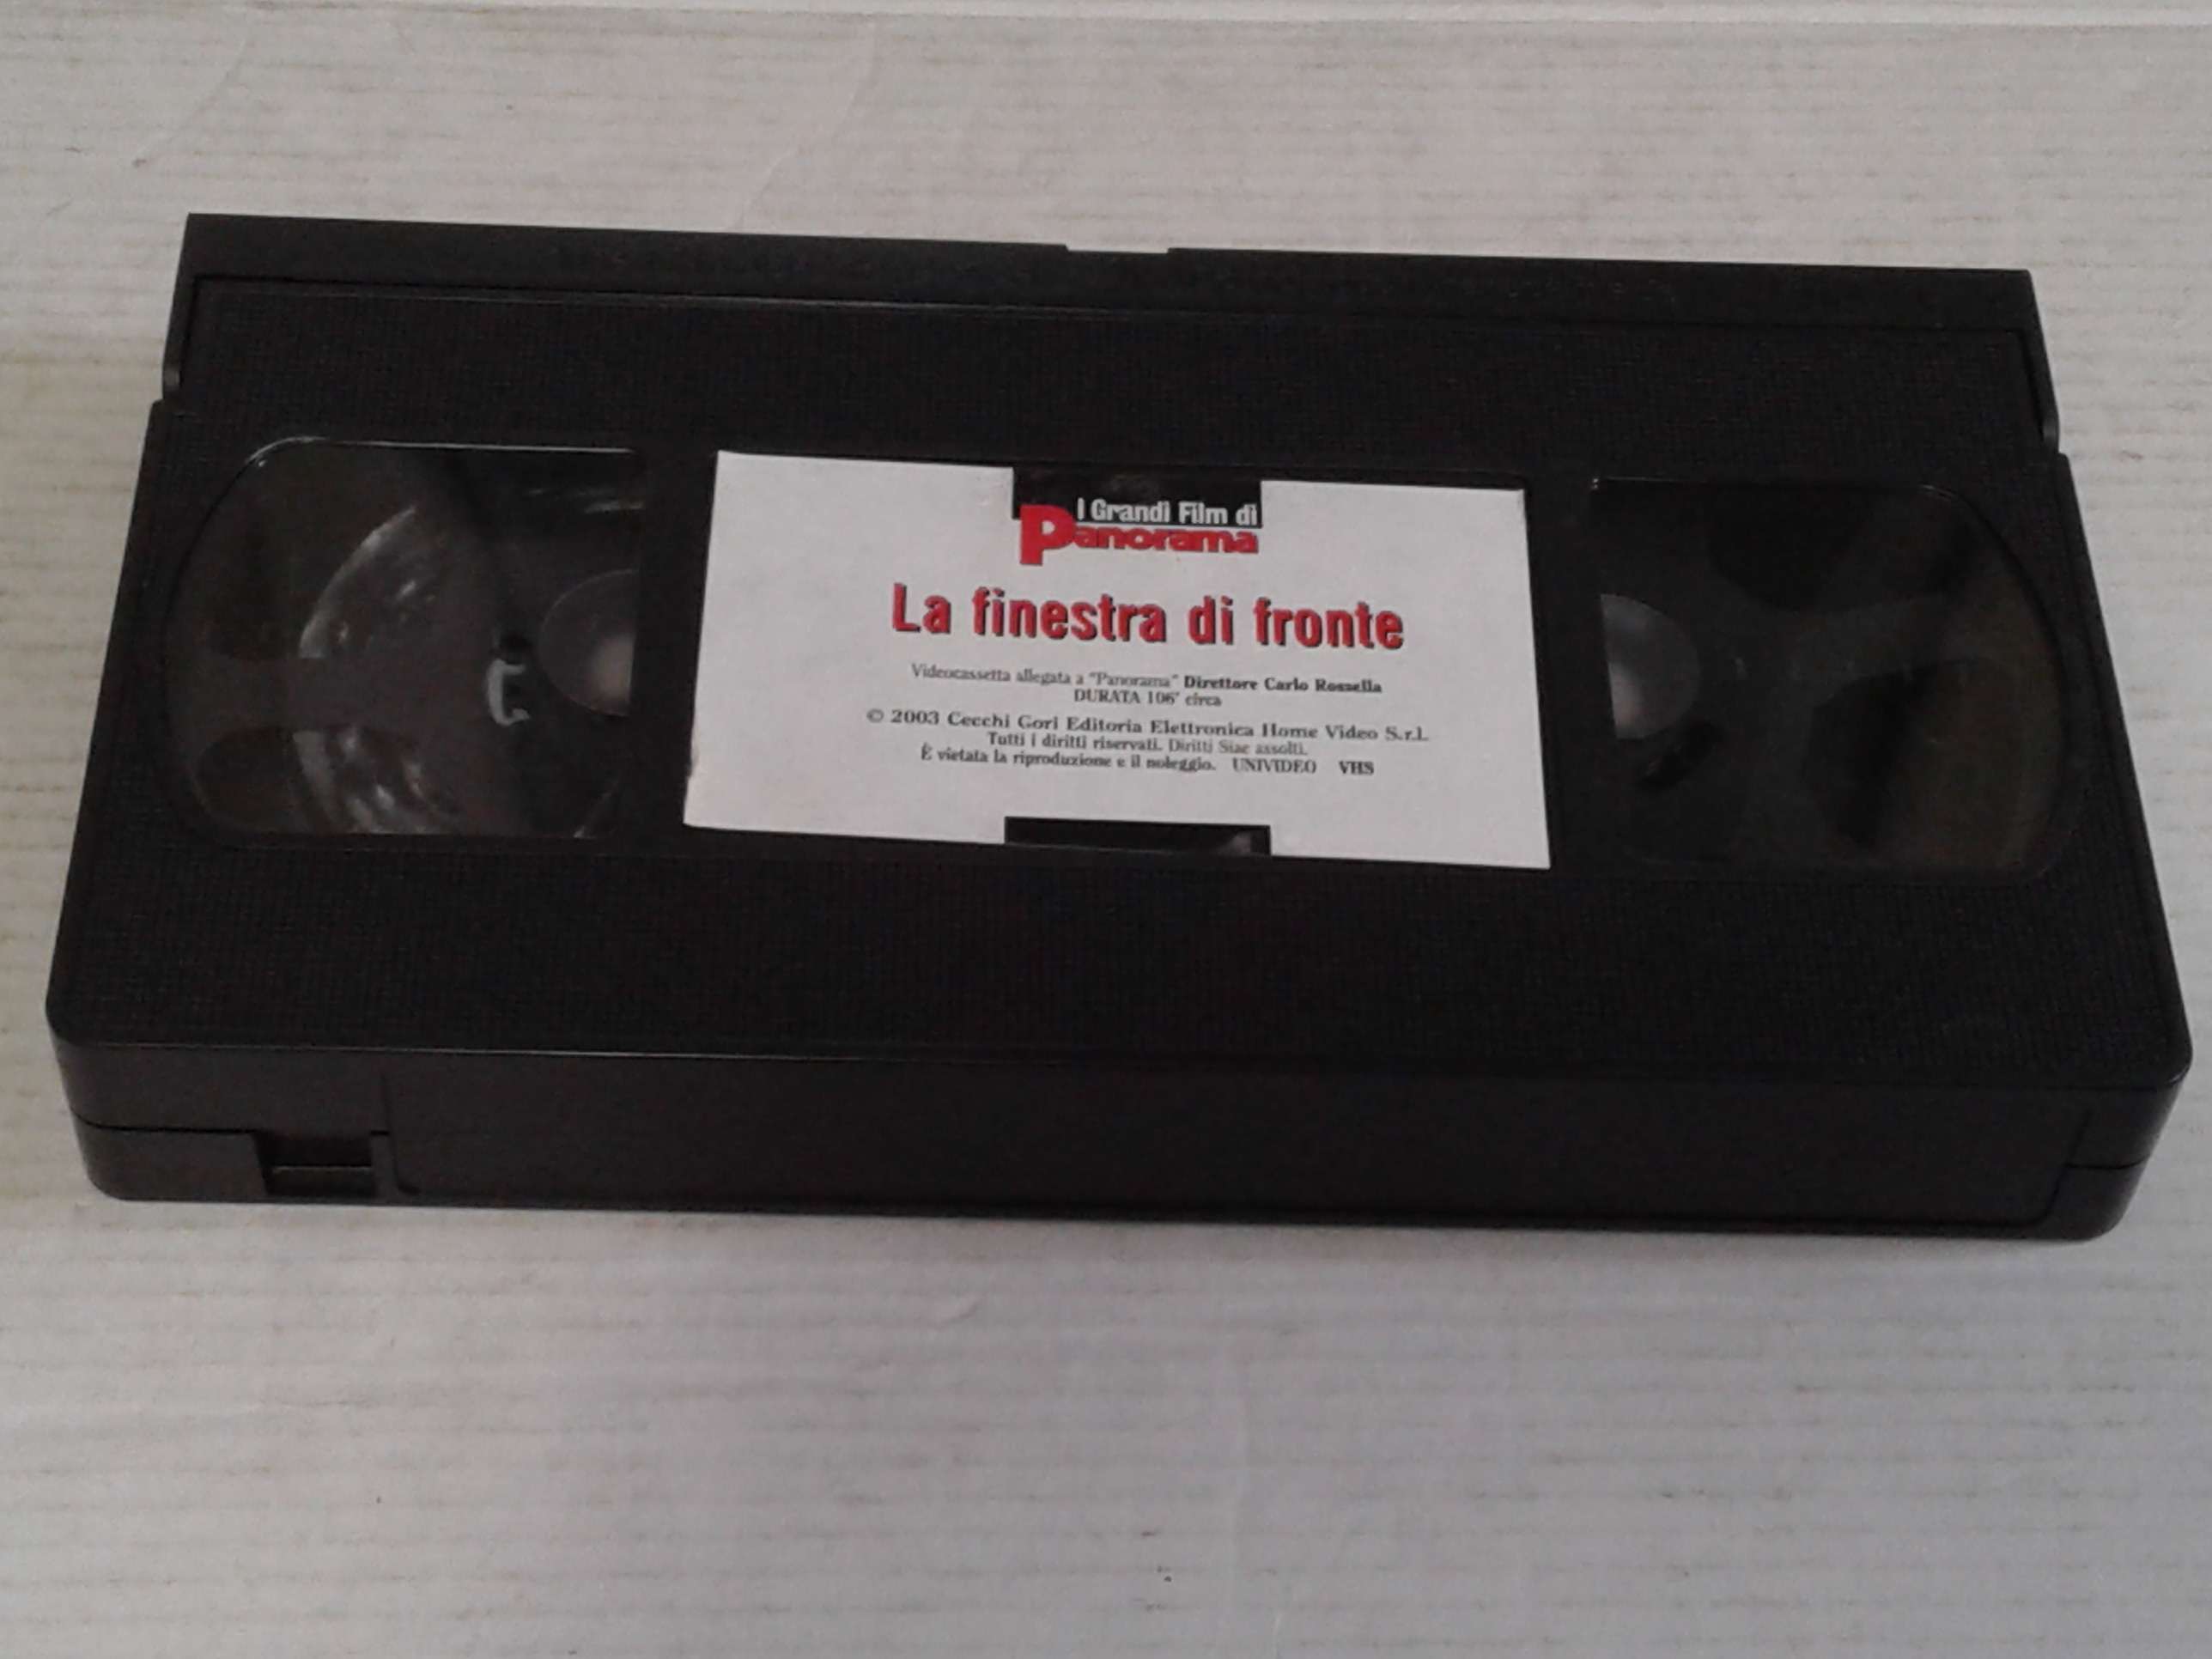 I Grandi Film di
Panorama
La finestra di fronte
Videocassetta allegata a "Panorama" Direttore Carlo Rossella
DURATA 106' circa
© 2003 Cecchi Gori Editoria Elettronica Home Video S.r.l.
Tutti i diritti riservati. Diritti Siae assolti.
È vietata la riproduzione e il noleggio. UNIVIDEO VHS